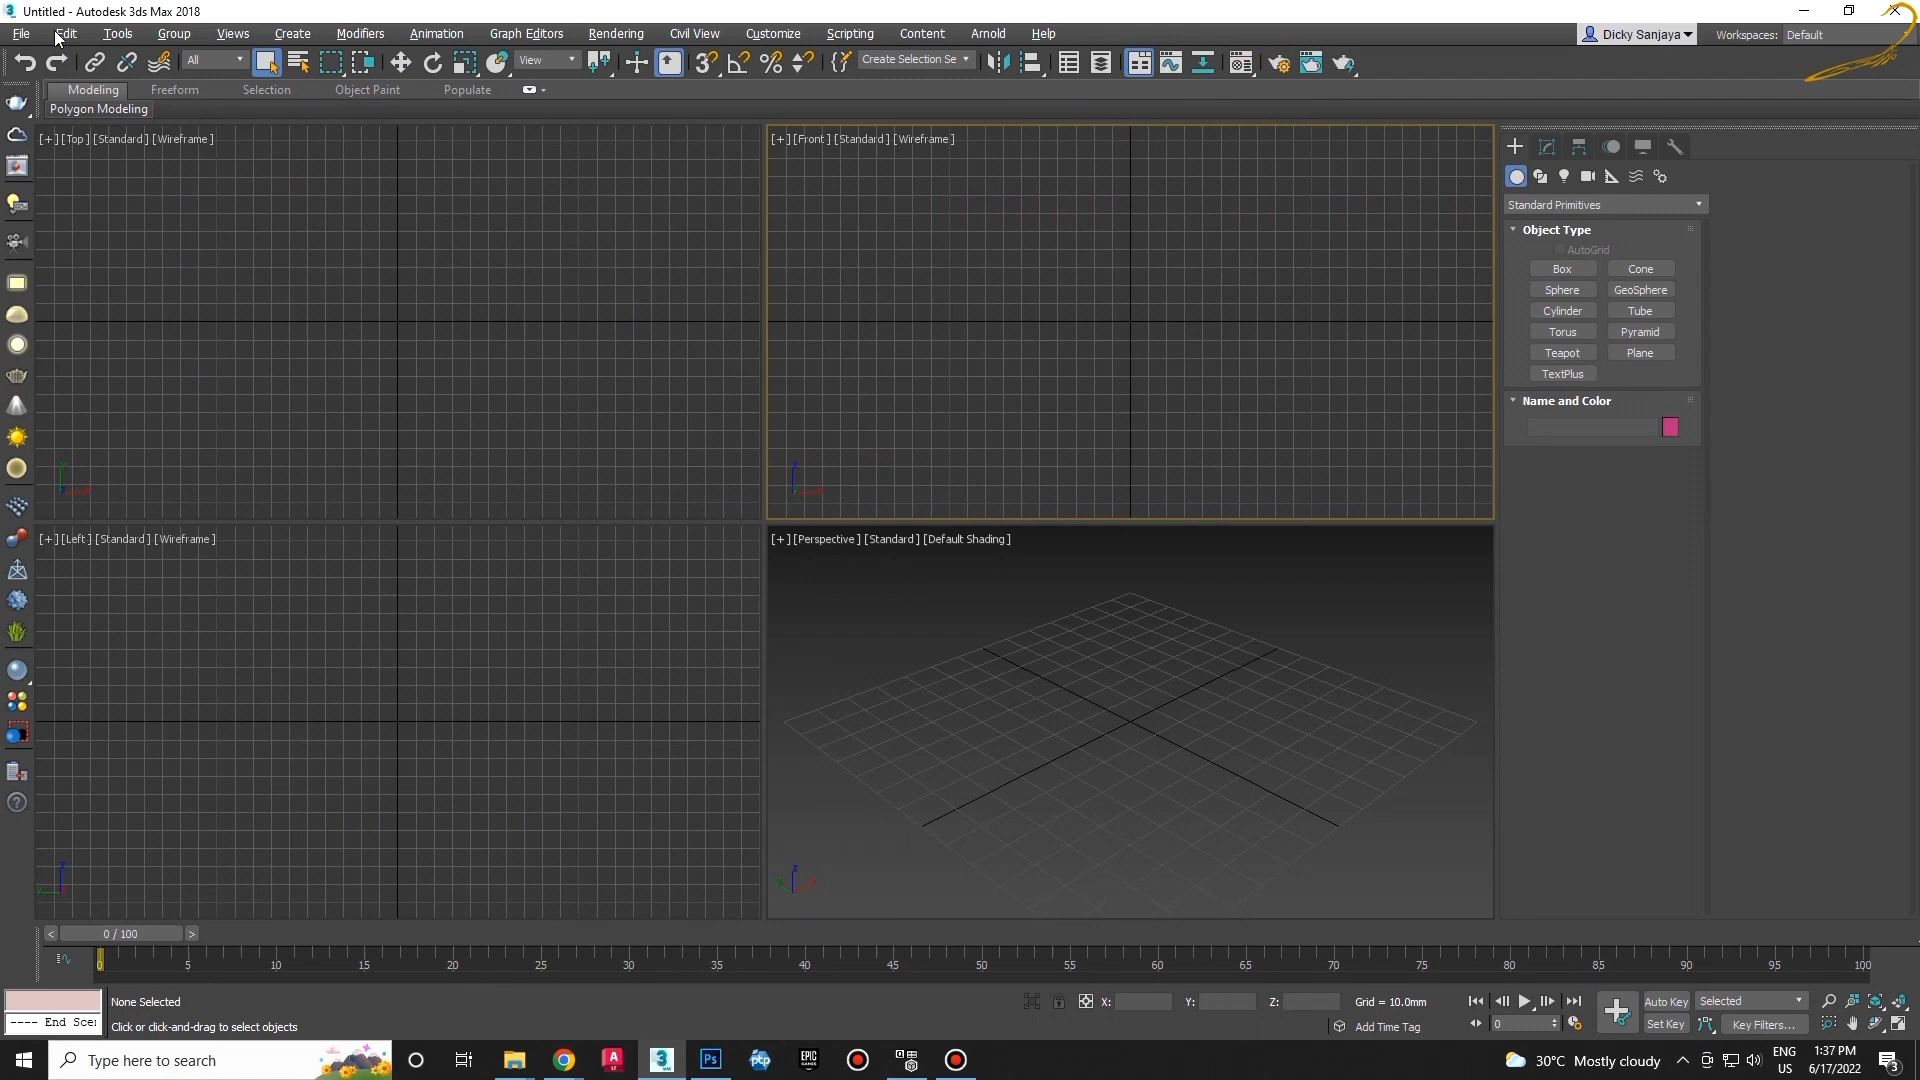 Untitled - Autodesk 3ds Max 2018
File Edit Tools Group Views Create Modifiers Animation Graph Editors Rendering Civil View Customize Scripting Content Arnold Help
Dicky Sanjaya
Workspaces: Default
All
View
Create Selection Se
Modeling Freeform Selection Object Paint Populate
Polygon Modeling
[+] [Top] [Standard] [Wireframe]
[+] [Front] [Standard] [Wireframe]
Standard Primitives
Object Type
AutoGrid
Box Cone
Sphere GeoSphere
Cylinder Tube
Torus Pyramid
Teapot Plane
TextPlus
Name and Color
[+] [Left] [Standard] [Wireframe]
[+] [Perspective] [Standard] [Default Shading]
< 0 / 100 >
0 5 10 15 20 25 30 35 40 45 50 55 60 65 70 75 80 85 90 95 100
None Selected
X: Y: Z: Grid = 10.0mm
Auto Key Selected
---- End Sce
Click or click-and-drag to select objects
Add Time Tag
0
Set Key Key Filters...
Type here to search
30°C Mostly cloudy
ENG
US
1:37 PM
6/17/2022
3